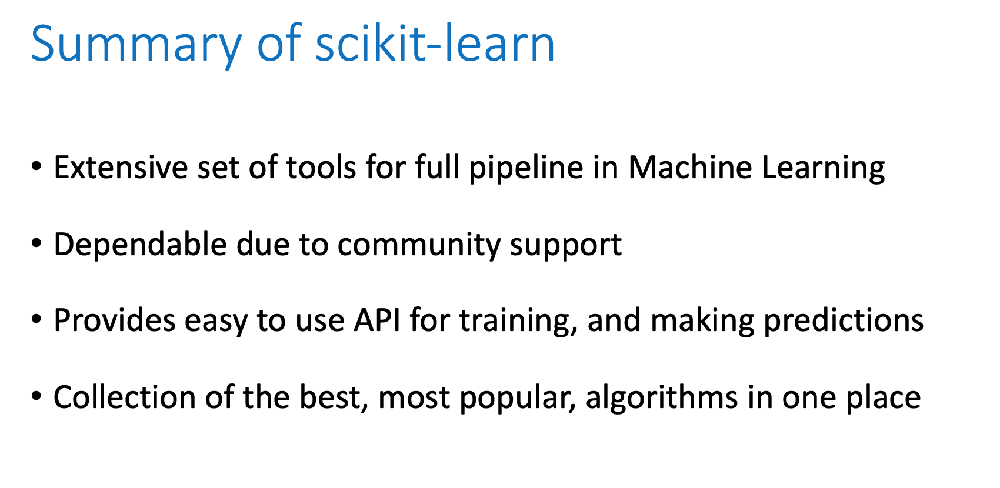 Summary of scikit-learn
• Extensive set of tools for full pipeline in Machine Learning
• Dependable due to community support
• Provides easy to use API for training, and making predictions
• Collection of the best, most popular, algorithms in one place